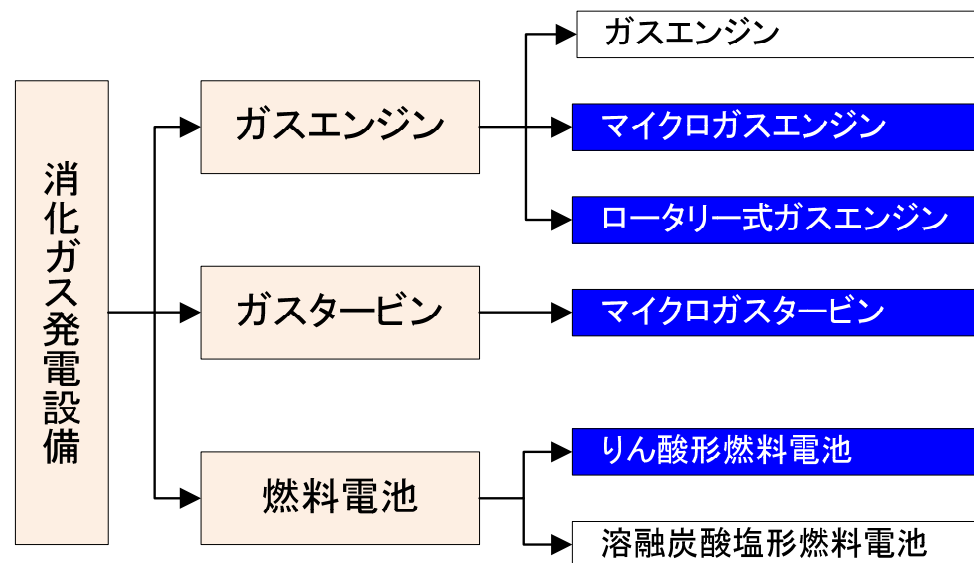 消化ガス発電設備
ガスエンジン
ガスエンジン
マイクロガスエンジン
ロータリー式ガスエンジン
ガスタービン
マイクロガスタービン
燃料電池
りん酸形燃料電池
溶融炭酸塩形燃料電池